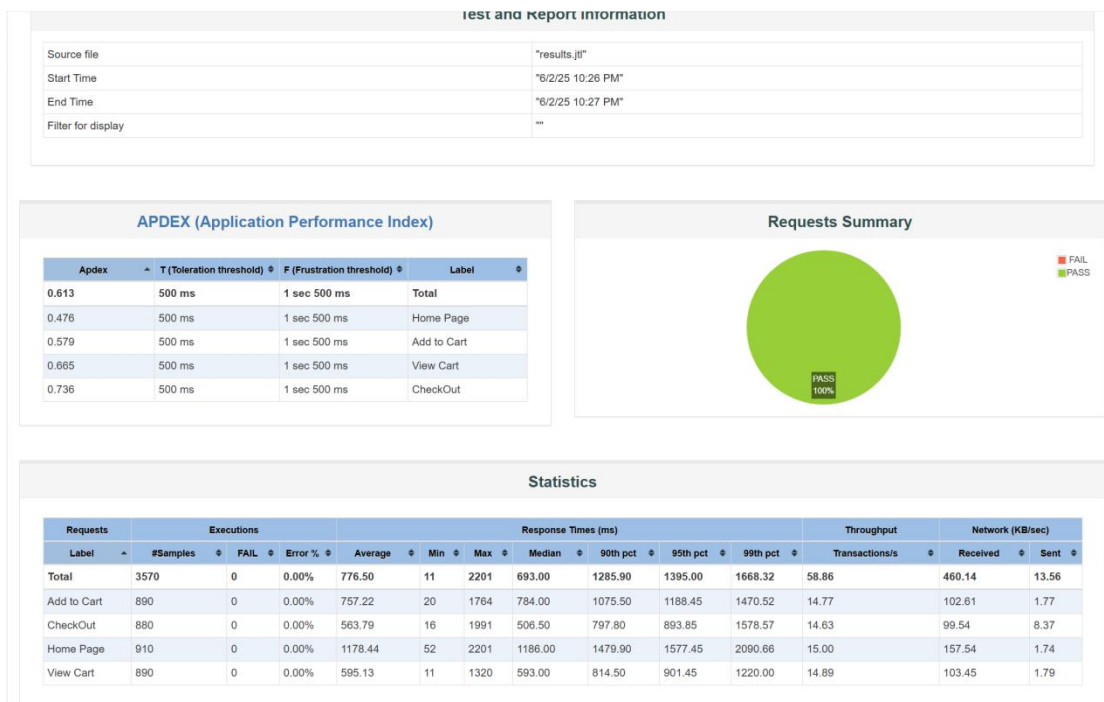 Test and Report Information
Source file "results.jtl"
Start Time "6/2/25 10:26 PM"
End Time "6/2/25 10:27 PM"
Filter for display ""
APDEX (Application Performance Index)
Apdex T (Toleration threshold) F (Frustration threshold) Label
0.613 500 ms 1 sec 500 ms Total
0.476 500 ms 1 sec 500 ms Home Page
0.579 500 ms 1 sec 500 ms Add to Cart
0.665 500 ms 1 sec 500 ms View Cart
0.736 500 ms 1 sec 500 ms CheckOut
Requests Summary
FAIL
PASS
PASS
100%
Statistics
Requests Executions Response Times (ms) Throughput Network (KB/sec)
Label #Samples FAIL Error % Average Min Max Median 90th pct 95th pct 99th pct Transactions/s Received Sent
Total 3570 0 0.00% 776.50 11 2201 693.00 1285.90 1395.00 1668.32 58.86 460.14 13.56
Add to Cart 890 0 0.00% 757.22 20 1764 784.00 1075.50 1188.45 1470.52 14.77 102.61 1.77
CheckOut 880 0 0.00% 563.79 16 1991 506.50 797.80 893.85 1578.57 14.63 99.54 8.37
Home Page 910 0 0.00% 1178.44 52 2201 1186.00 1479.90 1577.45 2090.66 15.00 157.54 1.74
View Cart 890 0 0.00% 595.13 11 1320 593.00 814.50 901.45 1220.00 14.89 103.45 1.79